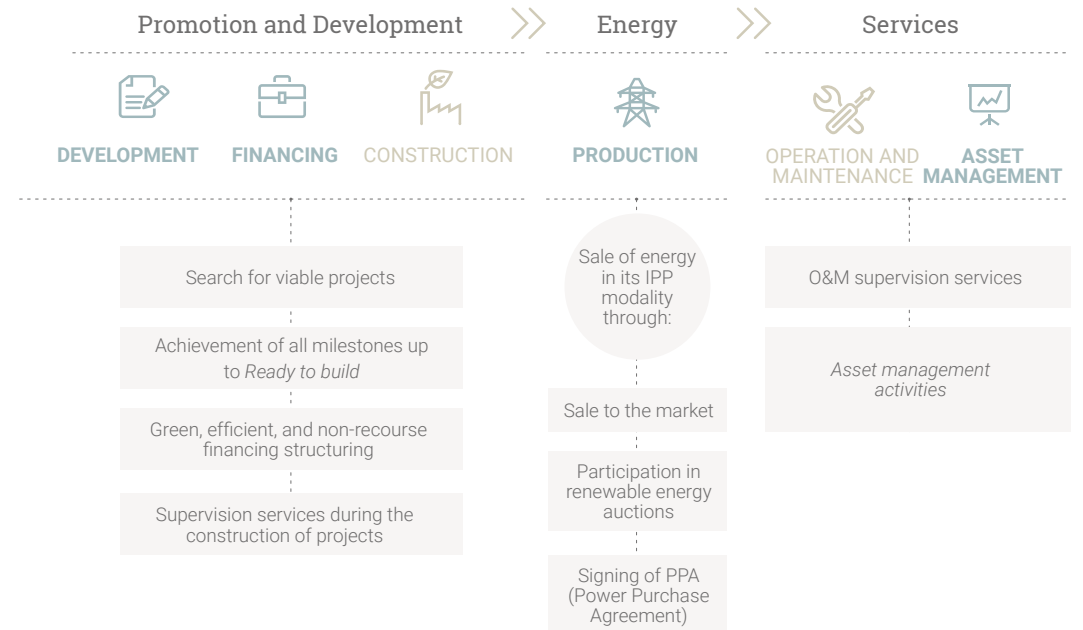 Promotion and Development
Energy
Services
DEVELOPMENT
FINANCING
CONSTRUCTION
PRODUCTION
OPERATION AND
MAINTENANCE
ASSET
MANAGEMENT
Search for viable projects
Achievement of all milestones up
to Ready to build
Green, efficient, and non-recourse
financing structuring
Supervision services during the
construction of projects
Sale of energy
in its IPP
modality
through:
Sale to the market
Participation in
renewable energy
auctions
Signing of PPA
(Power Purchase
Agreement)
O&M supervision services
Asset management
activities